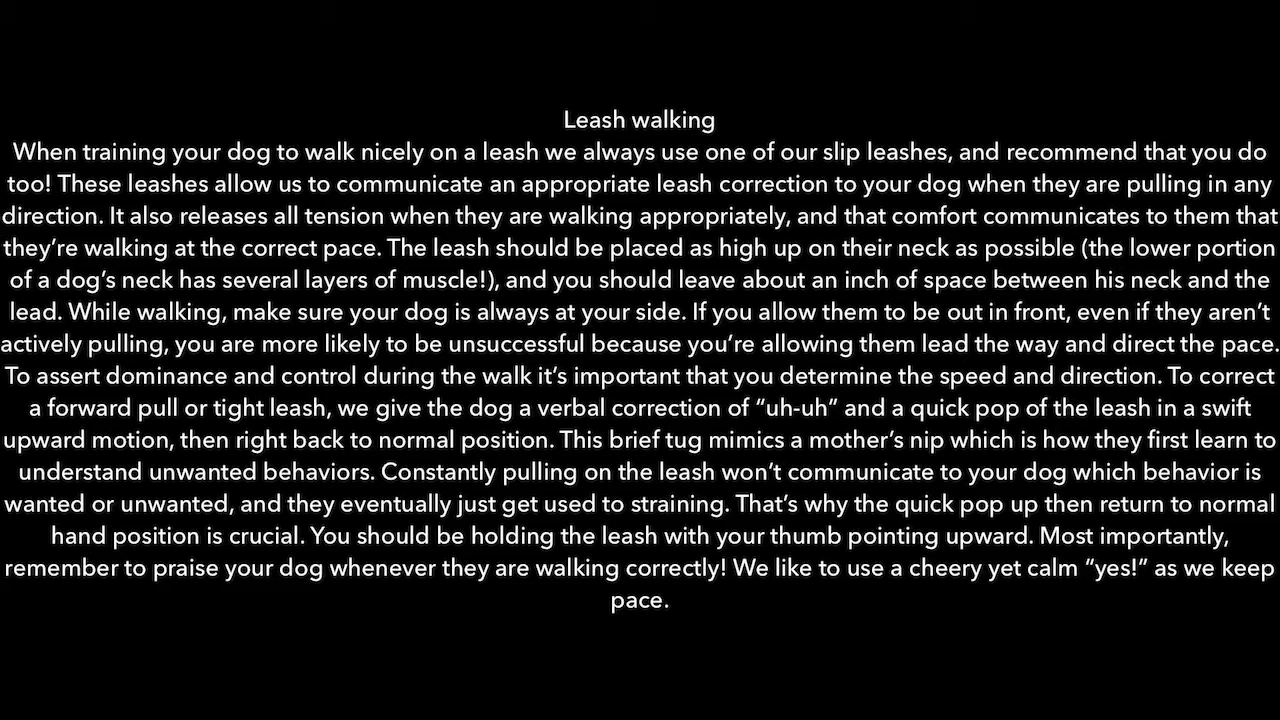 Leash walking
When training your dog to walk nicely on a leash we always use one of our slip leashes, and recommend that you do
too! These leashes allow us to communicate an appropriate leash correction to your dog when they are pulling in any
direction. It also releases all tension when they are walking appropriately, and that comfort communicates to them that
they’re walking at the correct pace. The leash should be placed as high up on their neck as possible (the lower portion
of a dog’s neck has several layers of muscle!), and you should leave about an inch of space between his neck and the
lead. While walking, make sure your dog is always at your side. If you allow them to be out in front, even if they aren’t
actively pulling, you are more likely to be unsuccessful because you’re allowing them lead the way and direct the pace.
To assert dominance and control during the walk it’s important that you determine the speed and direction. To correct
a forward pull or tight leash, we give the dog a verbal correction of “uh-uh” and a quick pop of the leash in a swift
upward motion, then right back to normal position. This brief tug mimics a mother’s nip which is how they first learn to
understand unwanted behaviors. Constantly pulling on the leash won’t communicate to your dog which behavior is
wanted or unwanted, and they eventually just get used to straining. That’s why the quick pop up then return to normal
hand position is crucial. You should be holding the leash with your thumb pointing upward. Most importantly,
remember to praise your dog whenever they are walking correctly! We like to use a cheery yet calm “yes!” as we keep
pace.